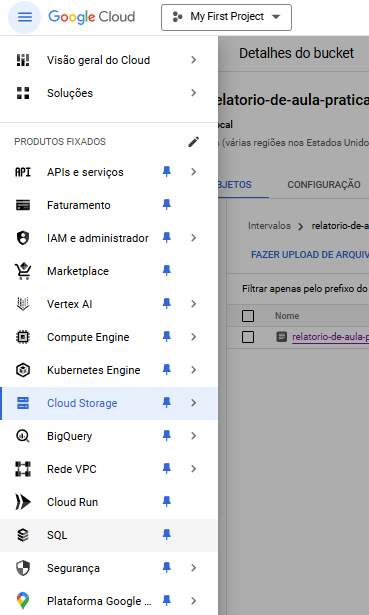 Google Cloud
My First Project
Visão geral do Cloud
Soluções
PRODUTOS FIXADOS
API APIs e serviços
Faturamento
IAM e administrador
Marketplace
Vertex AI
Compute Engine
Kubernetes Engine
Cloud Storage
BigQuery
Rede VPC
Cloud Run
SQL
Segurança
Plataforma Google ...
Detalhes do bucket
elatorio-de-aula-pratica
ocal
(várias regiões nos Estados Unido
BJETOS CONFIGURAÇÃO
Intervalos > relatorio-de-a
FAZER UPLOAD DE ARQUIV
Filtrar apenas pelo prefixo do
Nome
relatorio-de-aula-p